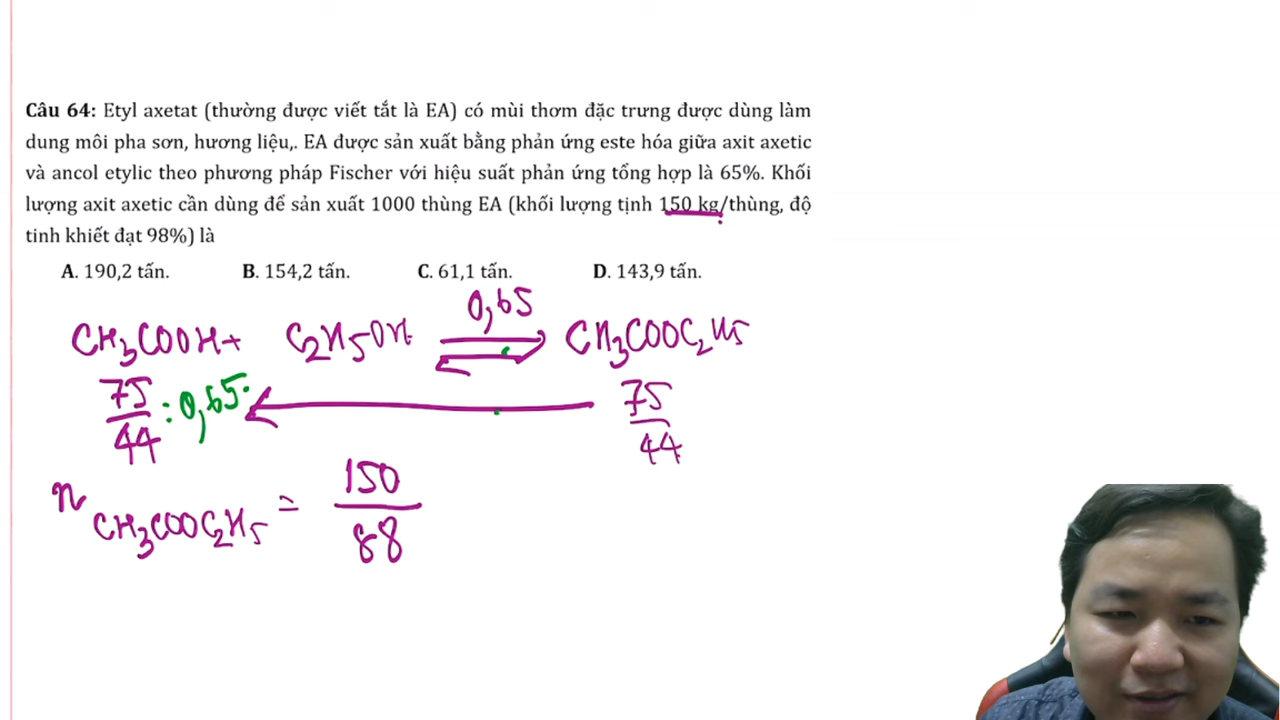 Câu 64: Etyl axetat (thường được viết tắt là EA) có mùi thơm đặc trưng được dùng làm
dung môi pha sơn, hương liệu,. EA được sản xuất bằng phản ứng este hóa giữa axit axetic
và ancol etylic theo phương pháp Fischer với hiệu suất phản ứng tổng hợp là 65%. Khối
lượng axit axetic cần dùng để sản xuất 1000 thùng EA (khối lượng tịnh 150 kg/thùng, độ
tinh khiết đạt 98%) là
A. 190,2 tấn. B. 154,2 tấn. C. 61,1 tấn. D. 143,9 tấn.
0,65
CH3COOH + C2H5OH ⇌ CH3COOC2H5
75/44 : 0,65 ← 75/44
n CH3COOC2H5 = 150/88